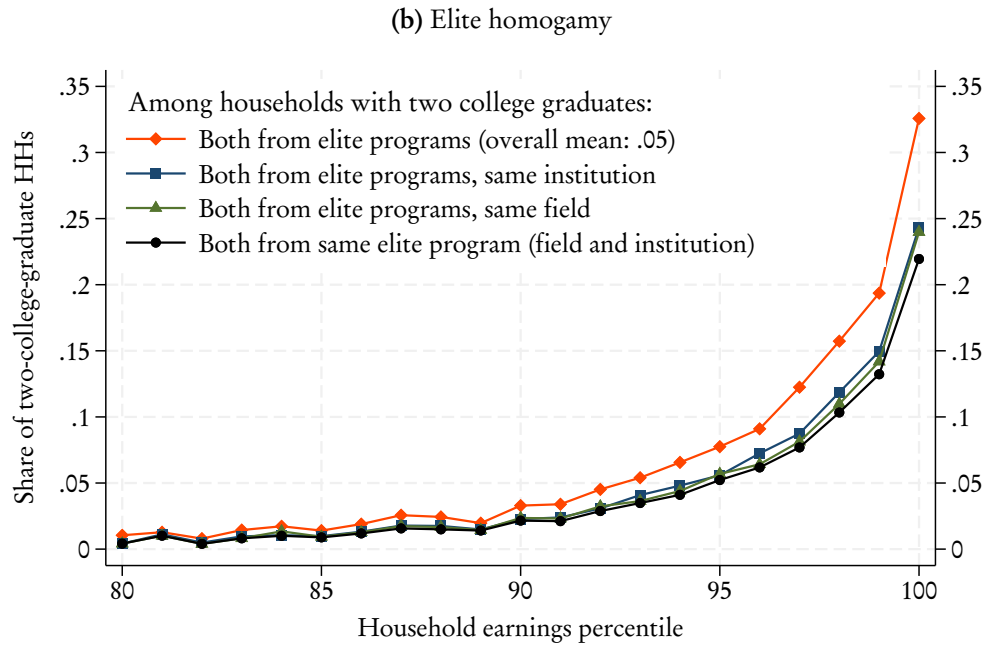 (b) Elite homogamy
Share of two-college-graduate HHs
.35
.3
.25
.2
.15
.1
.05
0
Among households with two college graduates:
Both from elite programs (overall mean: .05)
Both from elite programs, same institution
Both from elite programs, same field
Both from same elite program (field and institution)
.35
.3
.25
.2
.15
.1
.05
0
80 85 90 95 100
Household earnings percentile